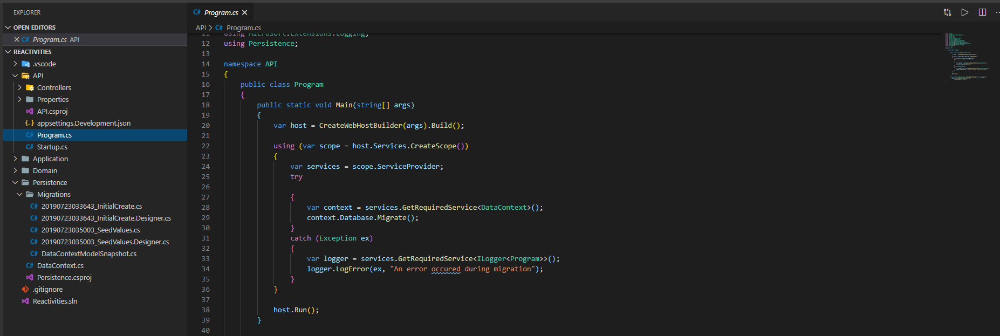 EXPLORER
OPEN EDITORS
Program.cs API
REACTIVITIES
.vscode
API
Controllers
Properties
API.csproj
appsettings.Development.json
Program.cs
Startup.cs
Application
Domain
Persistence
Migrations
20190723033643_InitialCreate.cs
20190723033643_InitialCreate.Designer.cs
20190723035003_SeedValues.cs
20190723035003_SeedValues.Designer.cs
DataContextModelSnapshot.cs
DataContext.cs
Persistence.csproj
.gitignore
Reactivities.sln
C# Program.cs
API > C# Program.cs
11 using Microsoft.Extensions.Logging;
12 using Persistence;
13
14 namespace API
15 {
16 public class Program
17 {
18 public static void Main(string[] args)
19 {
20 var host = CreateWebHostBuilder(args).Build();
21
22 using (var scope = host.Services.CreateScope())
23 {
24 var services = scope.ServiceProvider;
25 try
26
27 {
28 var context = services.GetRequiredService<DataContext>();
29 context.Database.Migrate();
30 }
31 catch (Exception ex)
32 {
33 var logger = services.GetRequiredService<ILogger<Program>>();
34 logger.LogError(ex, "An error occured during migration");
35 }
36 }
37
38 host.Run();
39 }
40